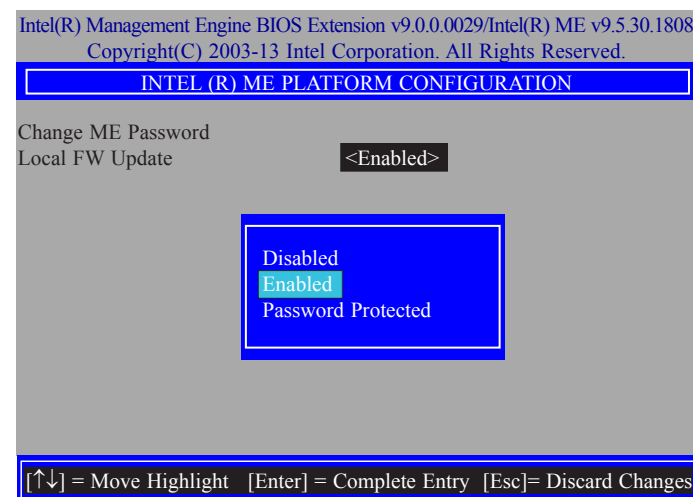 Intel(R) Management Engine BIOS Extension v9.0.0.0029/Intel(R) ME v9.5.30.1808
Copyright(C) 2003-13 Intel Corporation. All Rights Reserved.
INTEL (R) ME PLATFORM CONFIGURATION
Change ME Password
Local FW Update <Enabled>
Disabled
Enabled
Password Protected
[↑↓] = Move Highlight [Enter] = Complete Entry [Esc]= Discard Changes